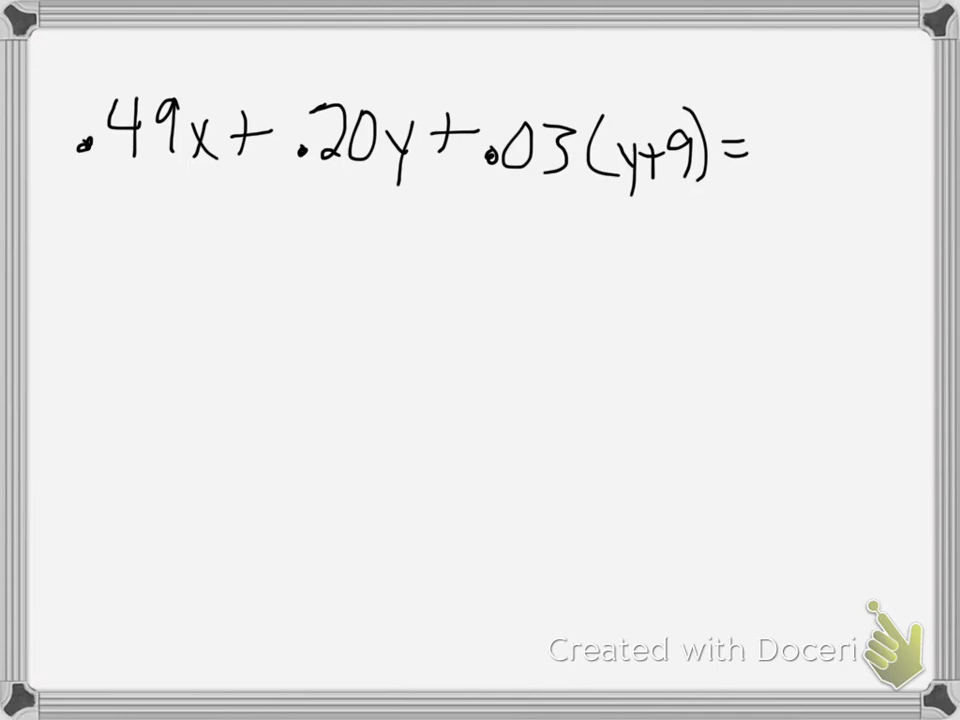 .49x + .20y + .03(y+9) =
Created with Doceri